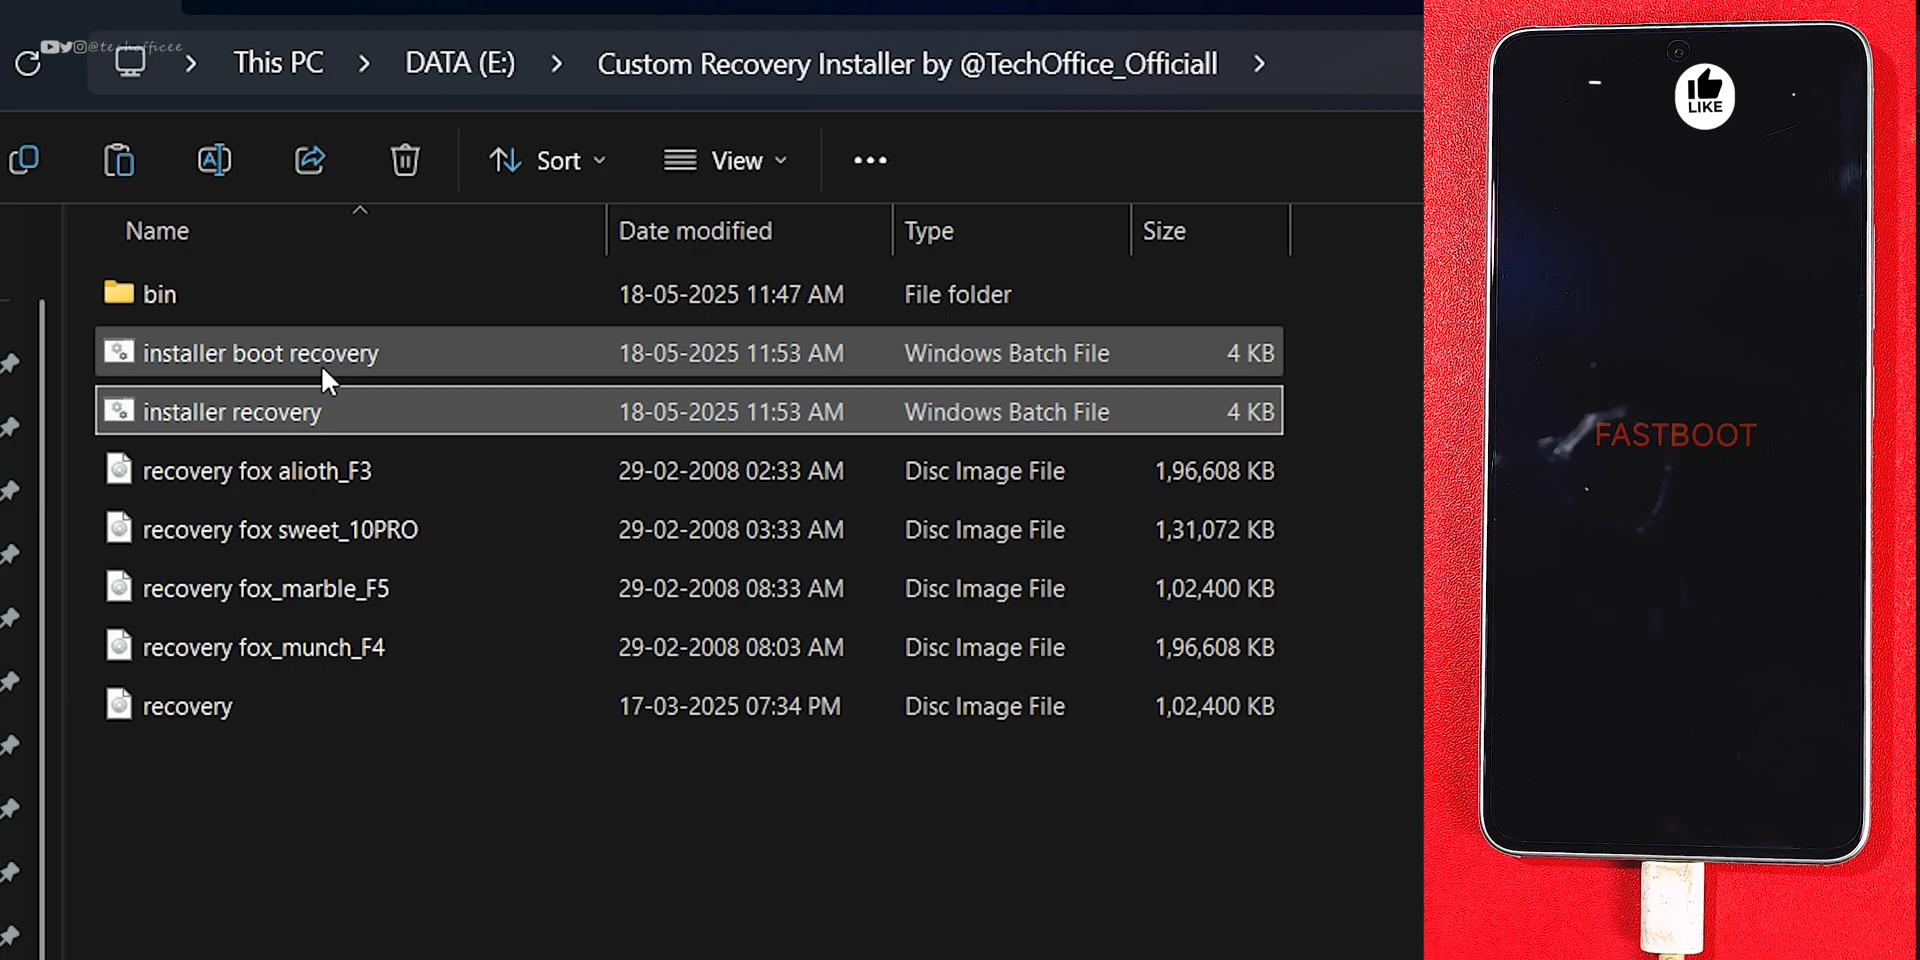 @techofficee
This PC > DATA (E:) > Custom Recovery Installer by @TechOffice_Officiall >
Sort View
Name Date modified Type Size
bin 18-05-2025 11:47 AM File folder
installer boot recovery 18-05-2025 11:53 AM Windows Batch File 4 KB
installer recovery 18-05-2025 11:53 AM Windows Batch File 4 KB
recovery fox alioth_F3 29-02-2008 02:33 AM Disc Image File 1,96,608 KB
recovery fox sweet_10PRO 29-02-2008 03:33 AM Disc Image File 1,31,072 KB
recovery fox_marble_F5 29-02-2008 08:33 AM Disc Image File 1,02,400 KB
recovery fox_munch_F4 29-02-2008 08:03 AM Disc Image File 1,96,608 KB
recovery 17-03-2025 07:34 PM Disc Image File 1,02,400 KB
LIKE
FASTBOOT